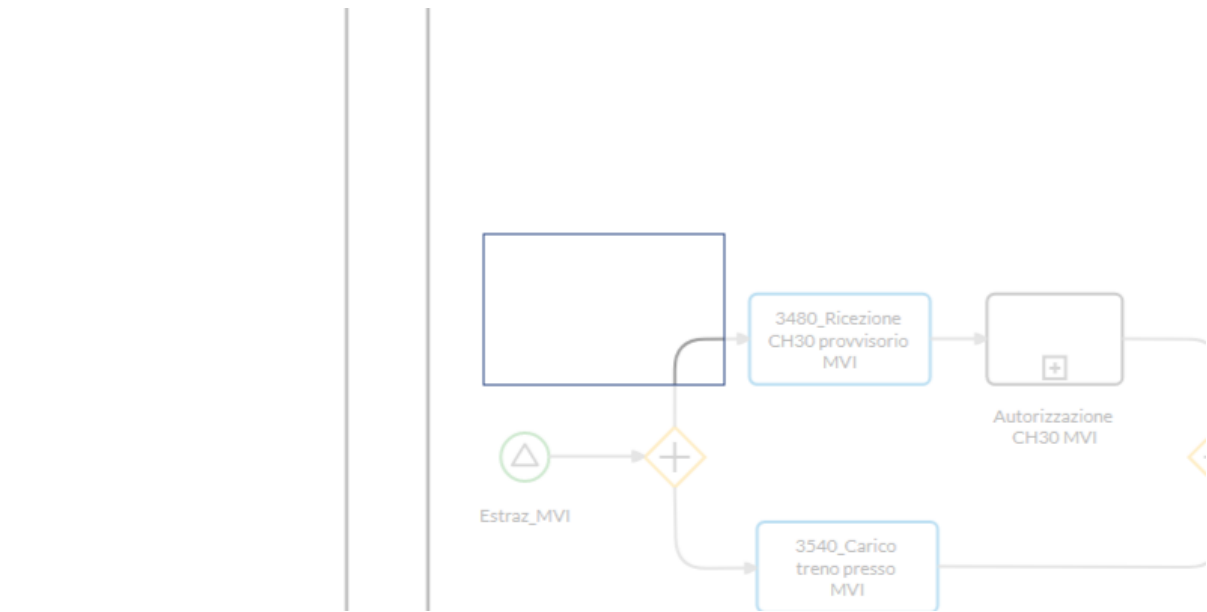 3480_Ricezione
CH30 provvisorio
MVI
Autorizzazione
CH30 MVI
Estraz_MVI
3540_Carico
treno presso
MVI